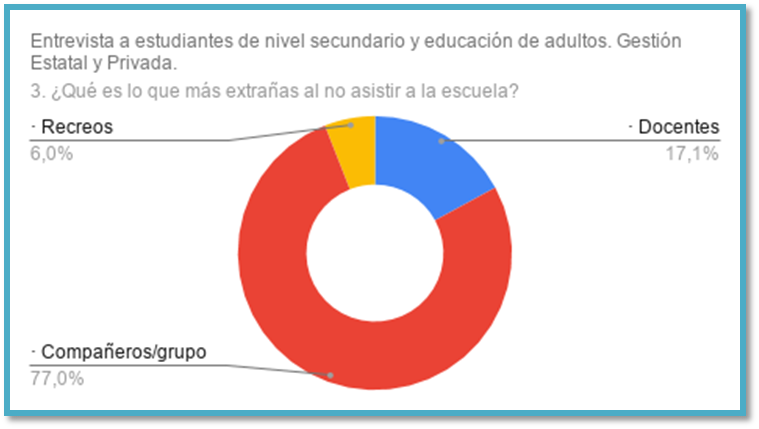 Entrevista a estudiantes de nivel secundario y educación de adultos. Gestión
Estatal y Privada.
3. ¿Qué es lo que más extrañas al no asistir a la escuela?
· Recreos
6,0%
· Docentes
17,1%
· Compañeros/grupo
77,0%